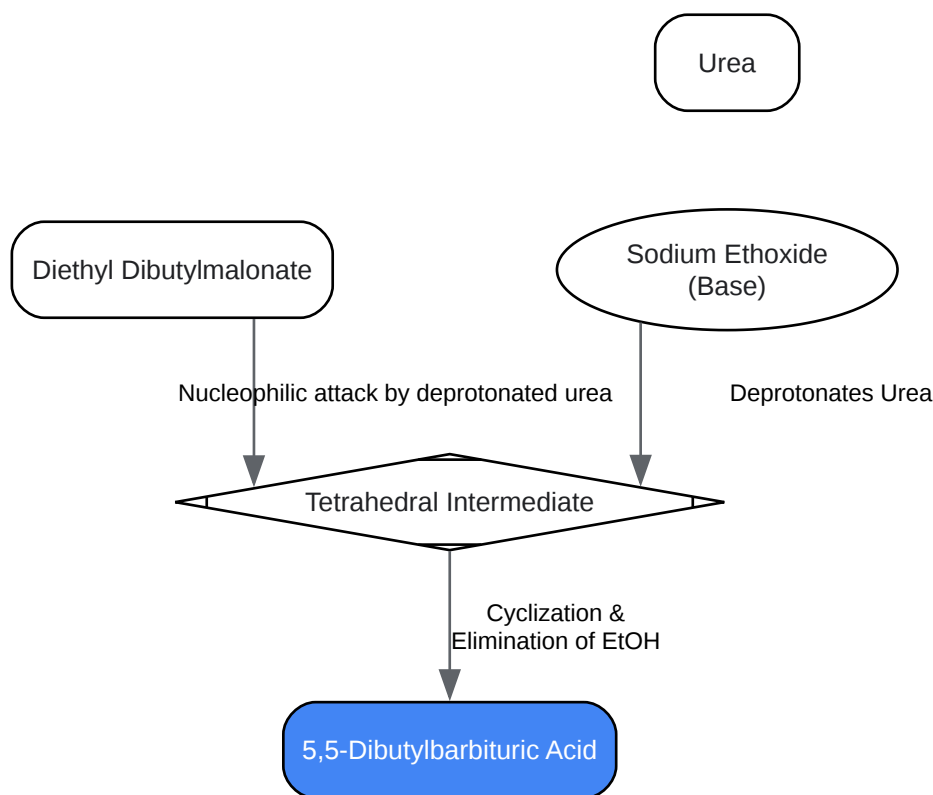 Urea
Diethyl Dibutylmalonate
Sodium Ethoxide
(Base)
Nucleophilic attack by deprotonated urea
Deprotonates Urea
Tetrahedral Intermediate
Cyclization &
Elimination of EtOH
5,5-Dibutylbarbituric Acid